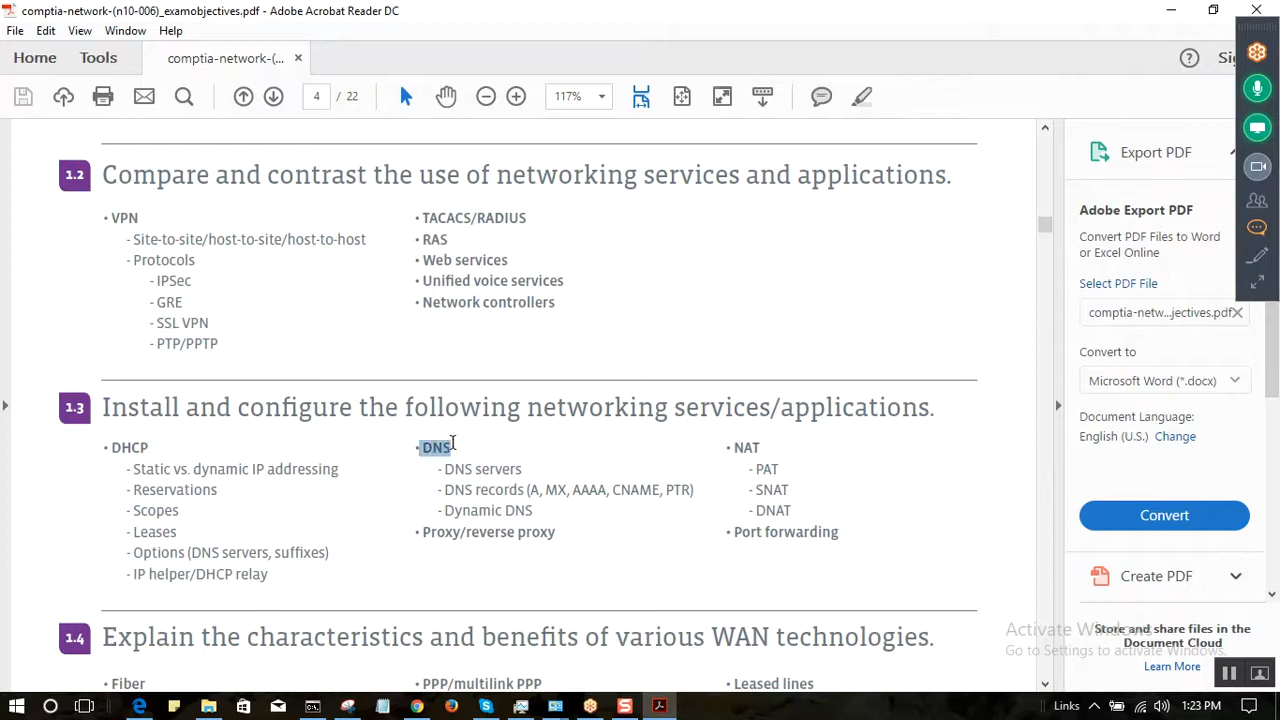 comptia-network-(n10-006)_examobjectives.pdf - Adobe Acrobat Reader DC
File Edit View Window Help
Home Tools comptia-network-(... ×
4 / 22 117%
1.2 Compare and contrast the use of networking services and applications.
• VPN
- Site-to-site/host-to-site/host-to-host
- Protocols
- IPSec
- GRE
- SSL VPN
- PTP/PPTP
• TACACS/RADIUS
• RAS
• Web services
• Unified voice services
• Network controllers
1.3 Install and configure the following networking services/applications.
• DHCP
- Static vs. dynamic IP addressing
- Reservations
- Scopes
- Leases
- Options (DNS servers, suffixes)
- IP helper/DHCP relay
• DNS
- DNS servers
- DNS records (A, MX, AAAA, CNAME, PTR)
- Dynamic DNS
• Proxy/reverse proxy
• NAT
- PAT
- SNAT
- DNAT
• Port forwarding
1.4 Explain the characteristics and benefits of various WAN technologies.
• Fiber
• PPP/multilink PPP
• Leased lines
Export PDF
Adobe Export PDF
Convert PDF Files to Word
or Excel Online
Select PDF File
comptia-netw...jectives.pdf
Convert to
Microsoft Word (*.docx)
Document Language:
English (U.S.) Change
Convert
Create PDF
Activate Windows
Go to Settings to activate Windows.
Store and share files in the
Document Cloud
Learn More
Links 1:23 PM